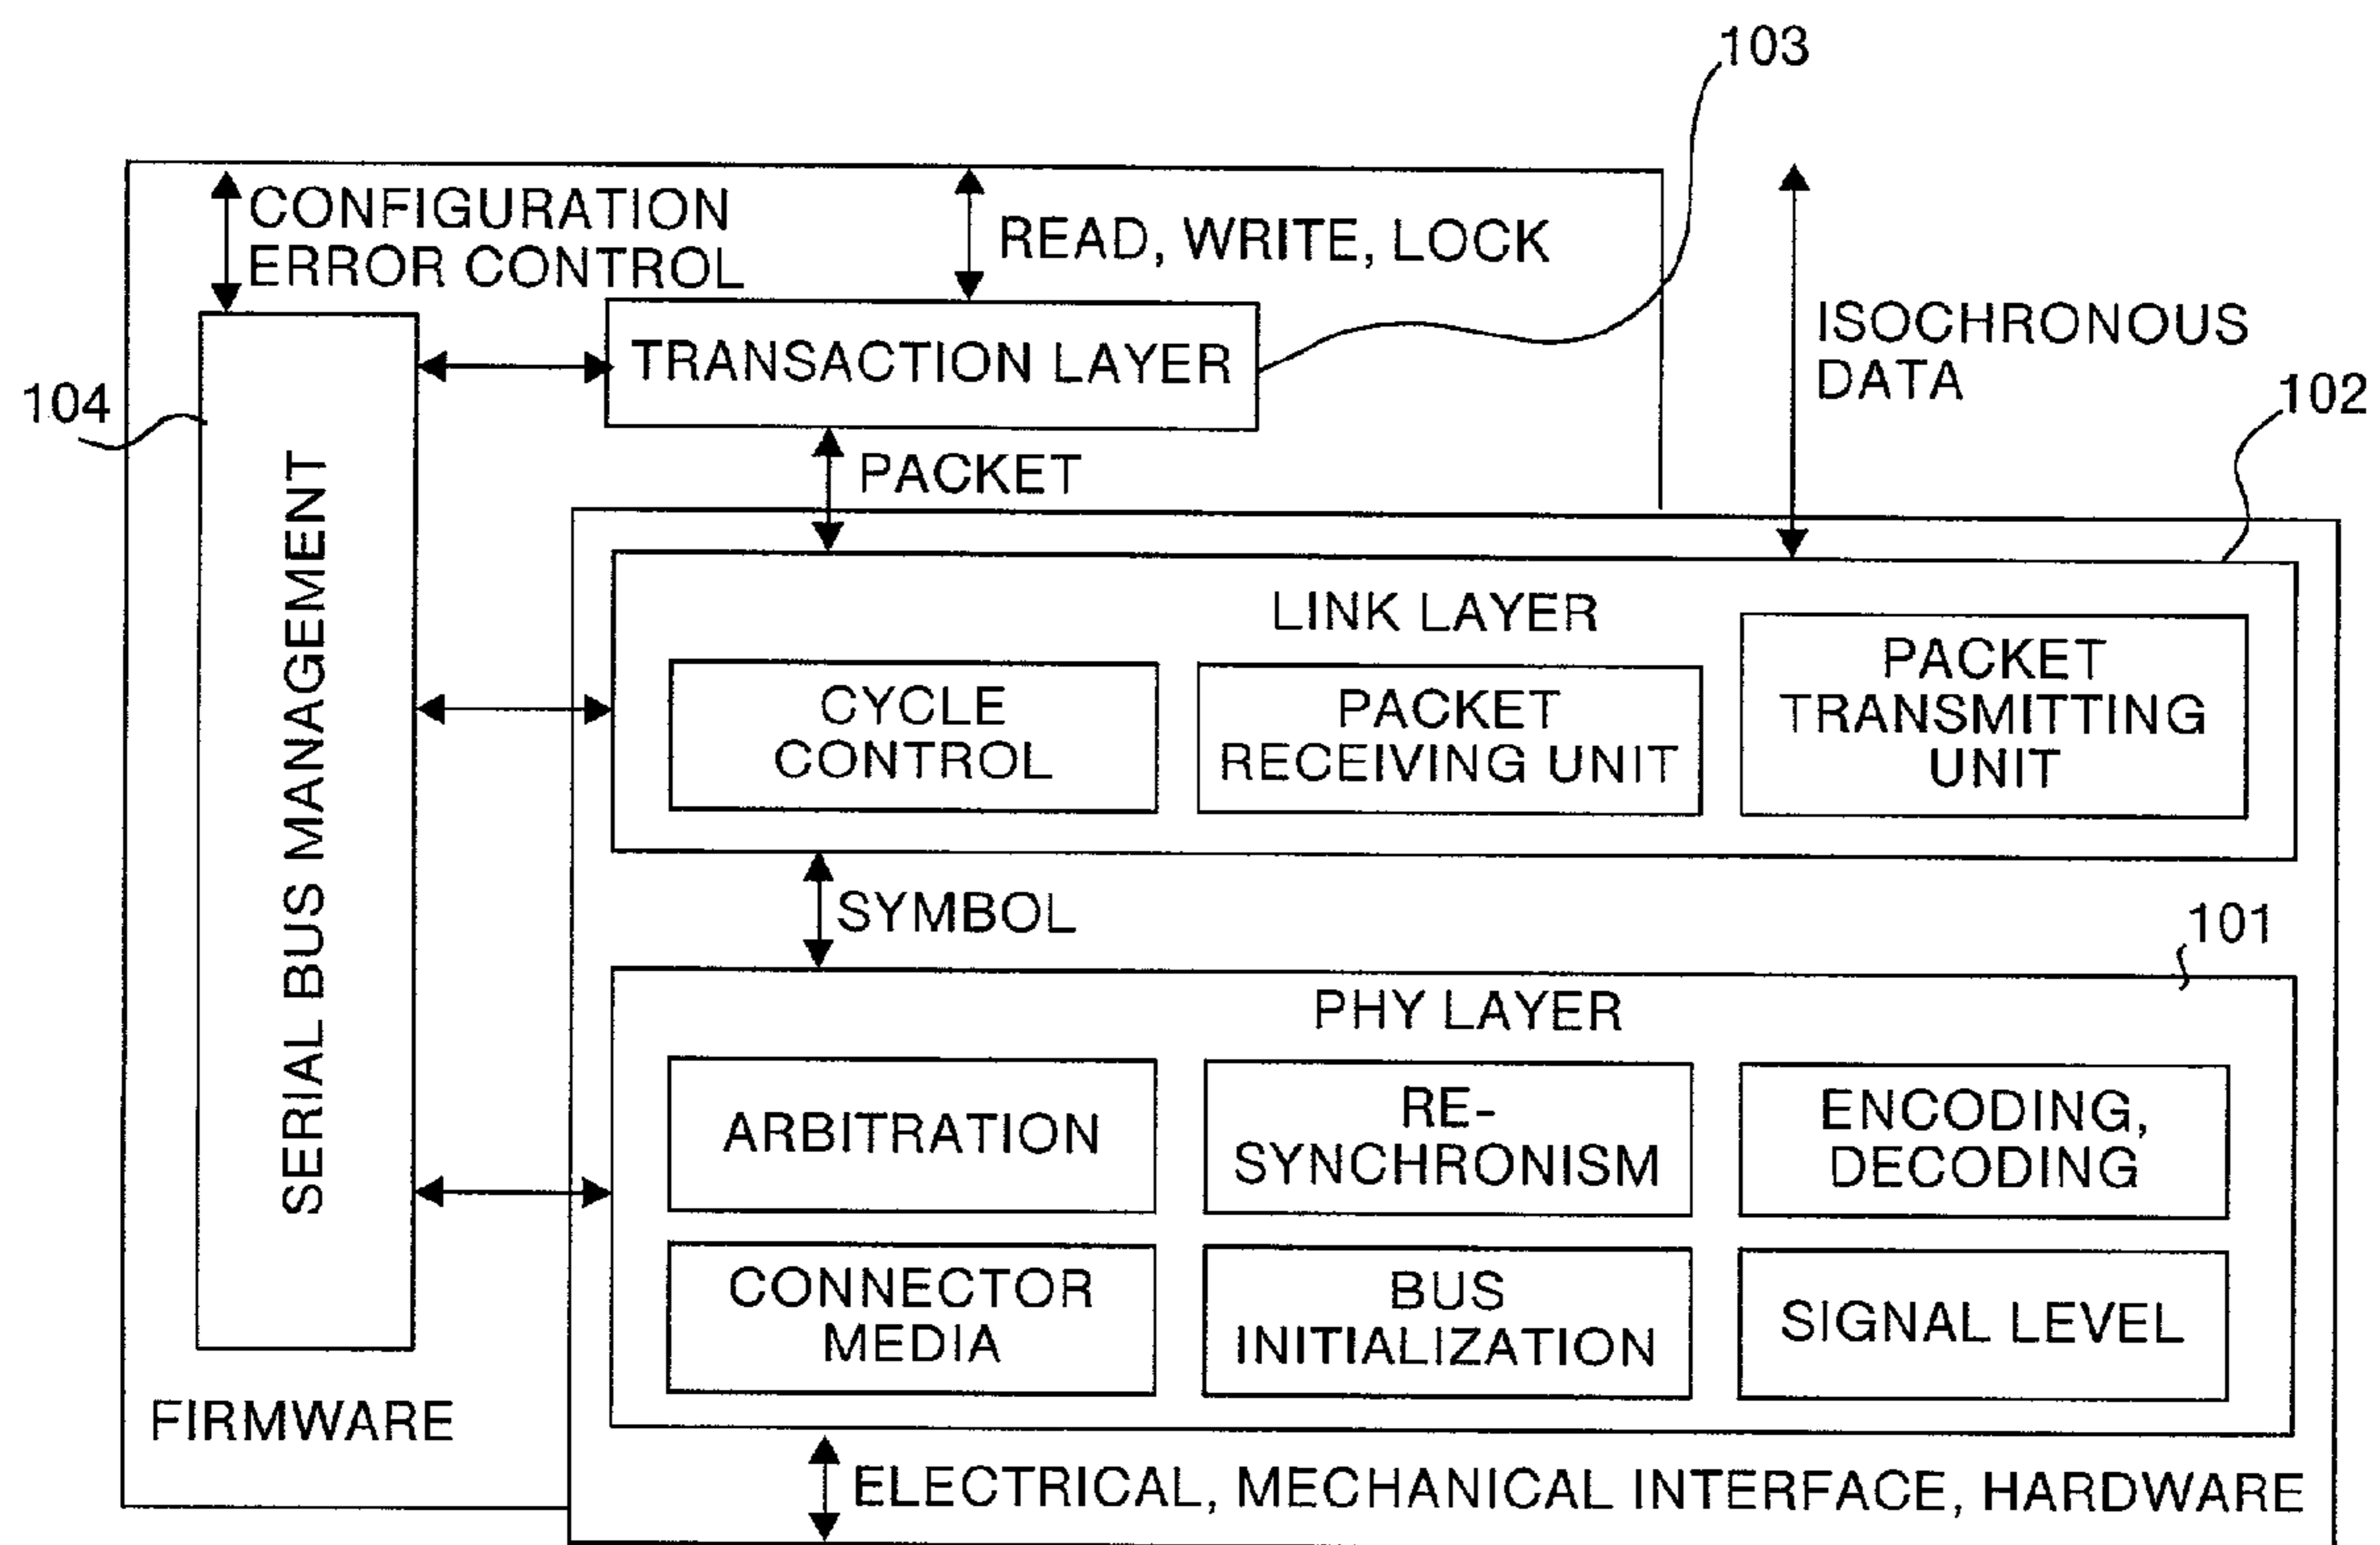 103
CONFIGURATION
ERROR CONTROL
READ, WRITE, LOCK
ISOCHRONOUS
DATA
TRANSACTION LAYER
104
102
PACKET
SERIAL BUS MANAGEMENT
LINK LAYER
CYCLE
CONTROL
PACKET
RECEIVING UNIT
PACKET
TRANSMITTING
UNIT
SYMBOL
101
PHY LAYER
ARBITRATION
RE-
SYNCHRONISM
ENCODING,
DECODING
CONNECTOR
MEDIA
BUS
INITIALIZATION
SIGNAL LEVEL
FIRMWARE
ELECTRICAL, MECHANICAL INTERFACE, HARDWARE